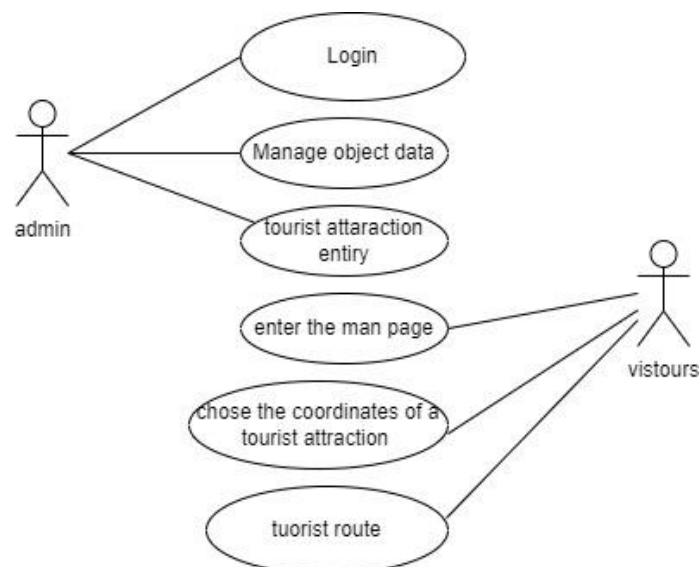 Login
Manage object data
admin
tourist attaraction
entiry
enter the man page
vistours
chose the coordinates of a
tourist attraction
tuorist route